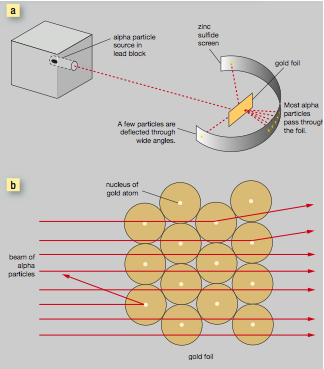 a
alpha particle
source in
lead block
zinc
sulfide
screen
gold foil
Most alpha
particles
pass through
the foil.
A few particles are
deflected through
wide angles.
b
nucleus of
gold atom
beam of
alpha
particles
gold foil